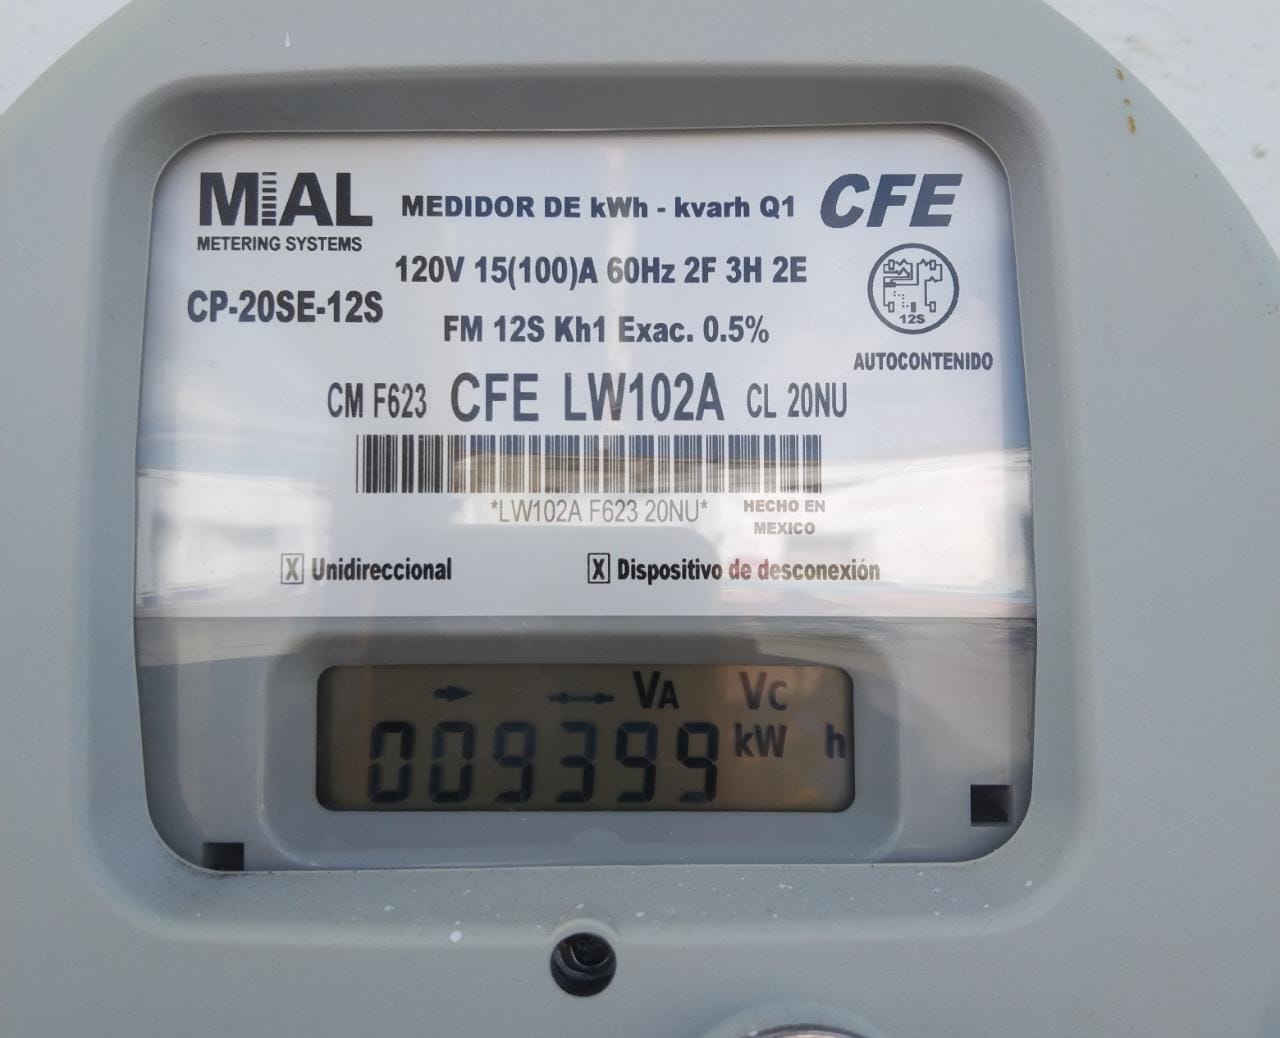 MIAL
METERING SYSTEMS
MEDIDOR DE kWh - kvarh Q1
CFE
120V 15(100)A 60Hz 2F 3H 2E
CP-20SE-12S
FM 12S Kh1 Exac. 0.5%
12S
AUTOCONTENIDO
CM F623 CFE LW102A CL 20NU
*LW102A F623 20NU*
HECHO EN
MEXICO
X Unidireccional
X Dispositivo de desconexión
VA VC
009399 kW h